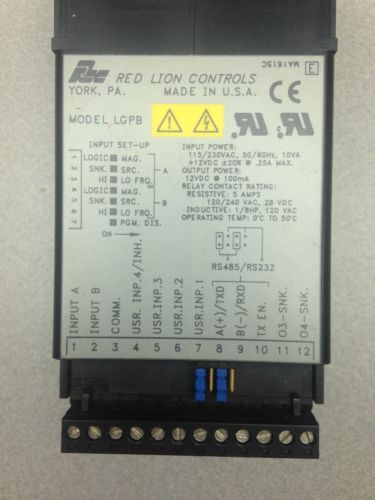 RLC RED LION CONTROLS
YORK, PA. MADE IN U.S.A.
MA1615C E
CE
MODEL LGPB
INPUT SET-UP
1 LOGIC MAG.
2 SNK. SRC. A
3 HI LO FRQ.
4 LOGIC MAG.
5 SNK. SRC. B
6 HI LO FRQ.
7 PGM. DIS.
ON
INPUT POWER:
115/230VAC, 50/60Hz, 10VA
+12VDC ±20% @ .25A MAX.
OUTPUT POWER:
12VDC @ 100mA
RELAY CONTACT RATING:
RESISTIVE: 5 AMPS
120/240 VAC, 28 VDC
INDUCTIVE: 1/8HP, 120 VAC
OPERATING TEMP: 0°C TO 50°C
RS485/RS232
INPUT A
INPUT B
COMM.
USR. INP.4/INH.
USR.INP.3
USR.INP.2
USR.INP.1
A(+)/TXD
B(-)/RXD
TX EN.
O3-SNK.
O4-SNK.
1 2 3 4 5 6 7 8 9 10 11 12